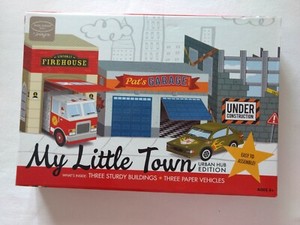 FIREHOUSE
Pat's GARAGE
UNDER
CONSTRUCTION
My Little Town
URBAN HUB
EDITION
EASY TO
ASSEMBLE!
THREE STURDY BUILDINGS + THREE PAPER VEHICLES